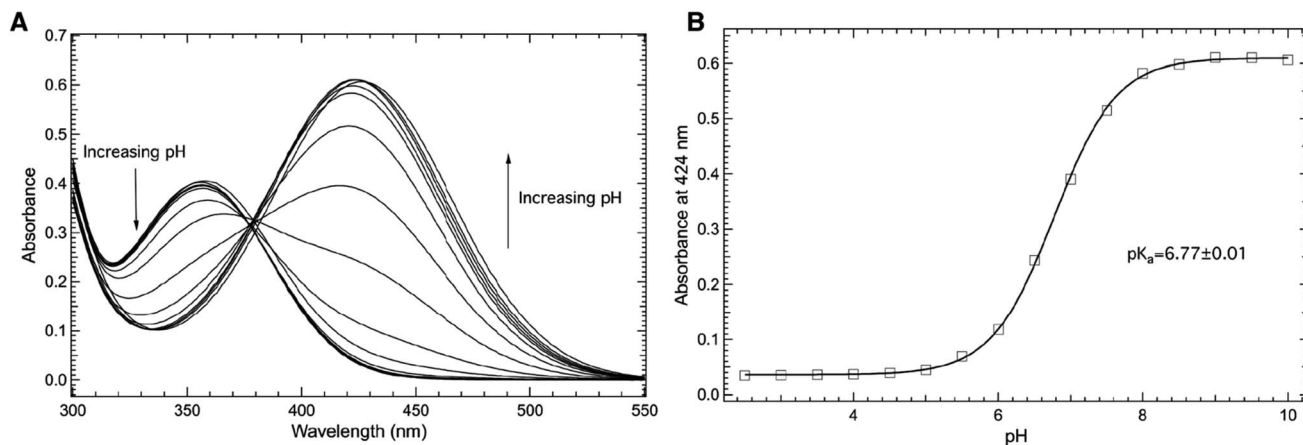 A
0.7
0.6
0.5
0.4
0.3
0.2
0.1
0.0
Absorbance
Increasing pH
Increasing pH
300
350
400
450
500
550
Wavelength (nm)
B
0.6
0.5
0.4
0.3
0.2
0.1
0.0
Absorbance at 424 nm
pKa=6.77±0.01
4
6
8
10
pH